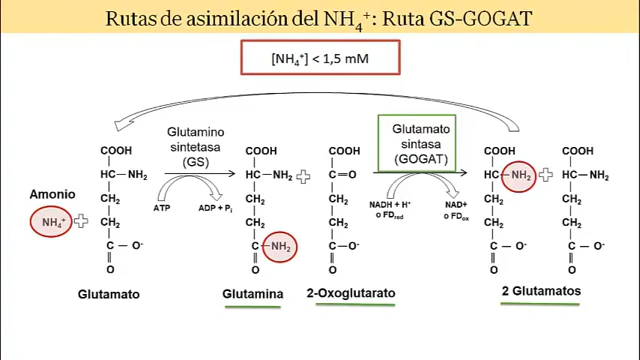 Rutas de asimilación del NH₄⁺: Ruta GS-GOGAT
[NH₄⁺] < 1,5 mM
Glutamino
sintetasa
(GS)
Glutamato
sintasa
(GOGAT)
COOH
HC—NH₂
CH₂
CH₂
C—O⁻
O
Amonio
NH₄⁺
ATP
ADP + Pᵢ
COOH
HC—NH₂
CH₂
CH₂
C—NH₂
O
COOH
C=O
CH₂
CH₂
C—O⁻
O
NADH + H⁺
o FDred
NAD+
o FDox
COOH
HC—NH₂
CH₂
CH₂
C—O⁻
O
COOH
HC—NH₂
CH₂
CH₂
C—O⁻
O
Glutamato
Glutamina
2-Oxoglutarato
2 Glutamatos